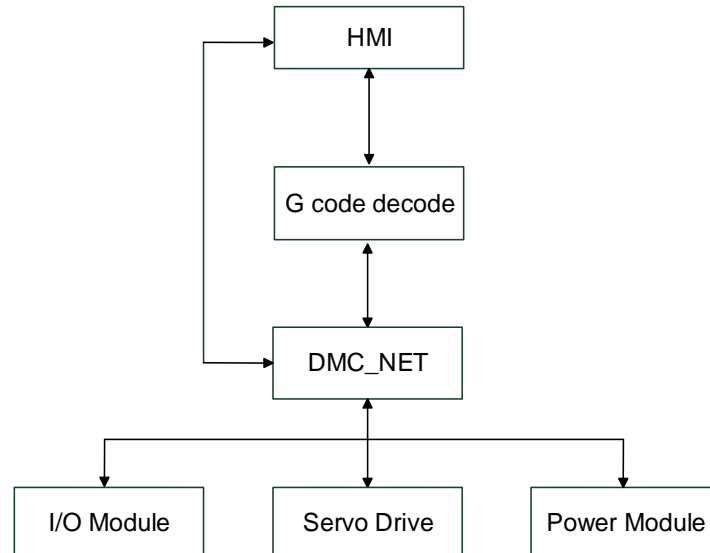 HMI
G code decode
DMC_NET
I/O Module
Servo Drive
Power Module